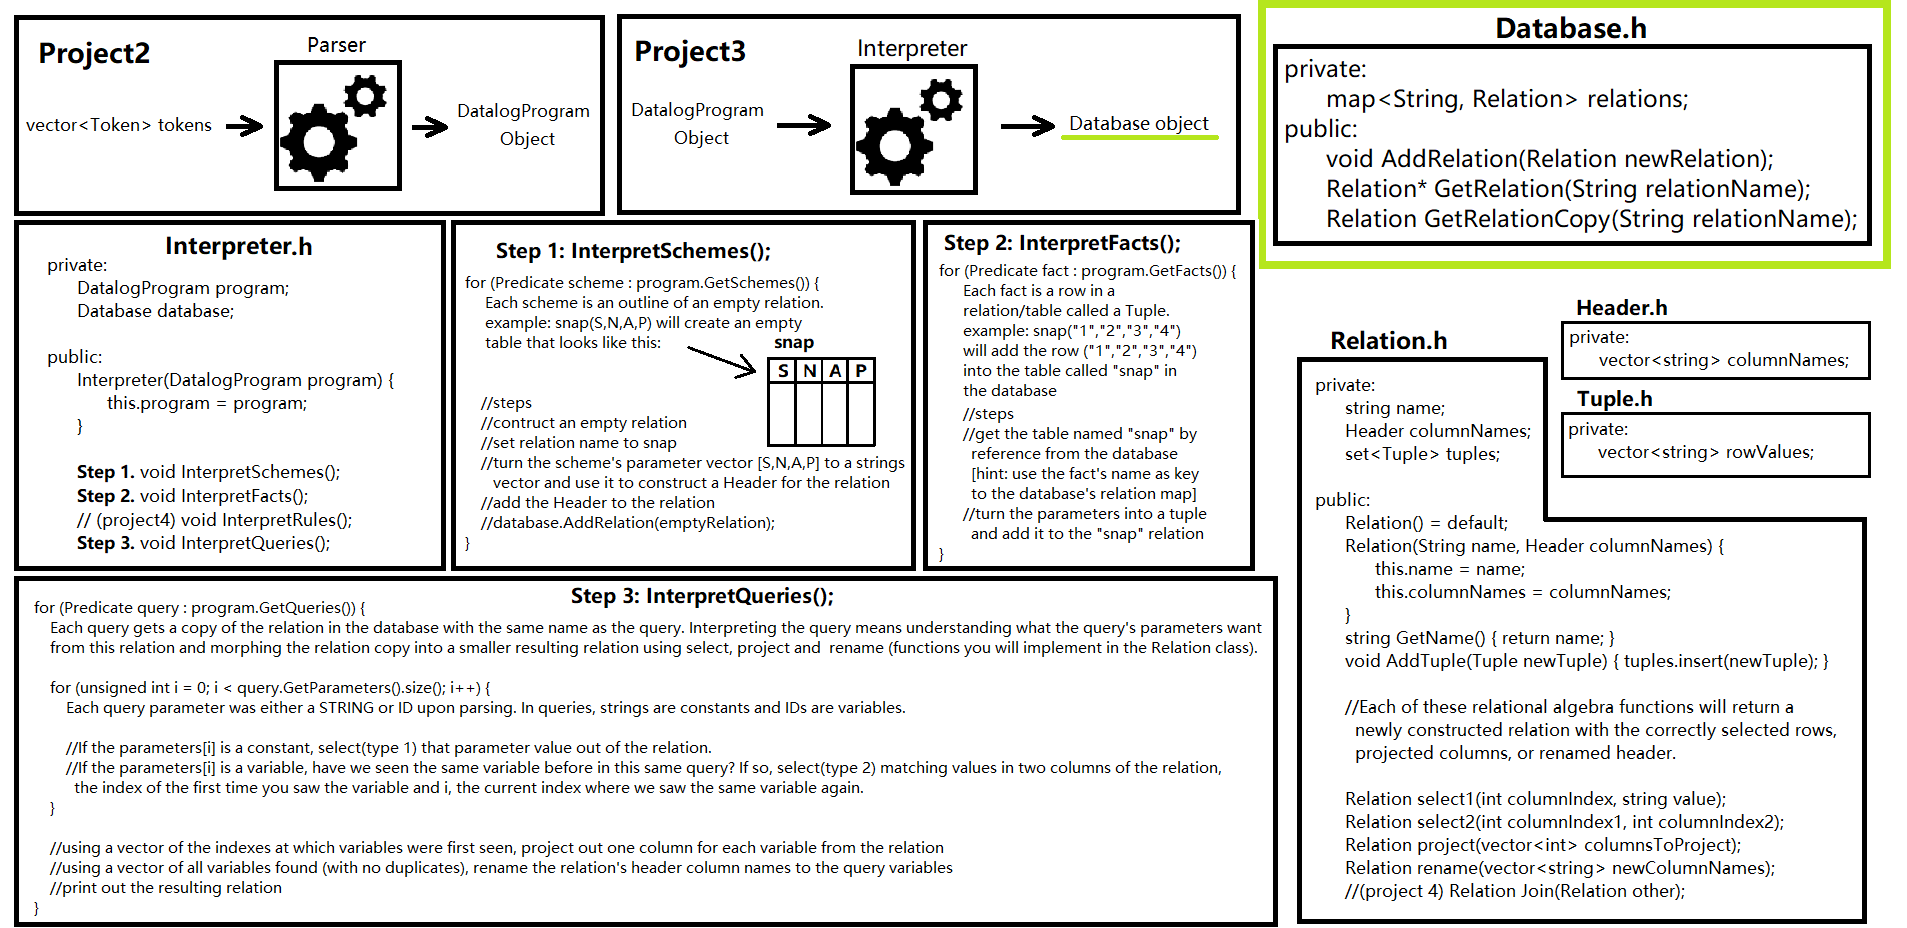 Project2
Parser
vector<Token> tokens
DatalogProgram
Object
Project3
Interpreter
DatalogProgram
Object
Database object
Database.h
private:
map<String, Relation> relations;
public:
void AddRelation(Relation newRelation);
Relation* GetRelation(String relationName);
Relation GetRelationCopy(String relationName);
Interpreter.h
private:
DatalogProgram program;
Database database;
public:
Interpreter(DatalogProgram program) {
this.program = program;
}
Step 1. void InterpretSchemes();
Step 2. void InterpretFacts();
// (project4) void InterpretRules();
Step 3. void InterpretQueries();
Step 1: InterpretSchemes();
for (Predicate scheme : program.GetSchemes()) {
Each scheme is an outline of an empty relation.
example: snap(S,N,A,P) will create an empty
table that looks like this:
snap
S N A P
//steps
//contruct an empty relation
//set relation name to snap
//turn the scheme's parameter vector [S,N,A,P] to a strings
vector and use it to construct a Header for the relation
//add the Header to the relation
//database.AddRelation(emptyRelation);
}
Step 2: InterpretFacts();
for (Predicate fact : program.GetFacts()) {
Each fact is a row in a
relation/table called a Tuple.
example: snap("1","2","3","4")
will add the row ("1","2","3","4")
into the table called "snap" in
the database
//steps
//get the table named "snap" by
reference from the database
[hint: use the fact's name as key
to the database's relation map]
//turn the parameters into a tuple
and add it to the "snap" relation
}
Step 3: InterpretQueries();
for (Predicate query : program.GetQueries()) {
Each query gets a copy of the relation in the database with the same name as the query. Interpreting the query means understanding what the query's parameters want
from this relation and morphing the relation copy into a smaller resulting relation using select, project and  rename (functions you will implement in the Relation class).
for (unsigned int i = 0; i < query.GetParameters().size(); i++) {
Each query parameter was either a STRING or ID upon parsing. In queries, strings are constants and IDs are variables.
//If the parameters[i] is a constant, select(type 1) that parameter value out of the relation.
//If the parameters[i] is a variable, have we seen the same variable before in this same query? If so, select(type 2) matching values in two columns of the relation,
the index of the first time you saw the variable and i, the current index where we saw the same variable again.
}
//using a vector of the indexes at which variables were first seen, project out one column for each variable from the relation
//using a vector of all variables found (with no duplicates), rename the relation's header column names to the query variables
//print out the resulting relation
}
Header.h
private:
vector<string> columnNames;
Tuple.h
private:
vector<string> rowValues;
Relation.h
private:
string name;
Header columnNames;
set<Tuple> tuples;
public:
Relation() = default;
Relation(String name, Header columnNames) {
this.name = name;
this.columnNames = columnNames;
}
string GetName() { return name; }
void AddTuple(Tuple newTuple) { tuples.insert(newTuple); }
//Each of these relational algebra functions will return a
newly constructed relation with the correctly selected rows,
projected columns, or renamed header.
Relation select1(int columnIndex, string value);
Relation select2(int columnIndex1, int columnIndex2);
Relation project(vector<int> columnsToProject);
Relation rename(vector<string> newColumnNames);
//(project 4) Relation Join(Relation other);